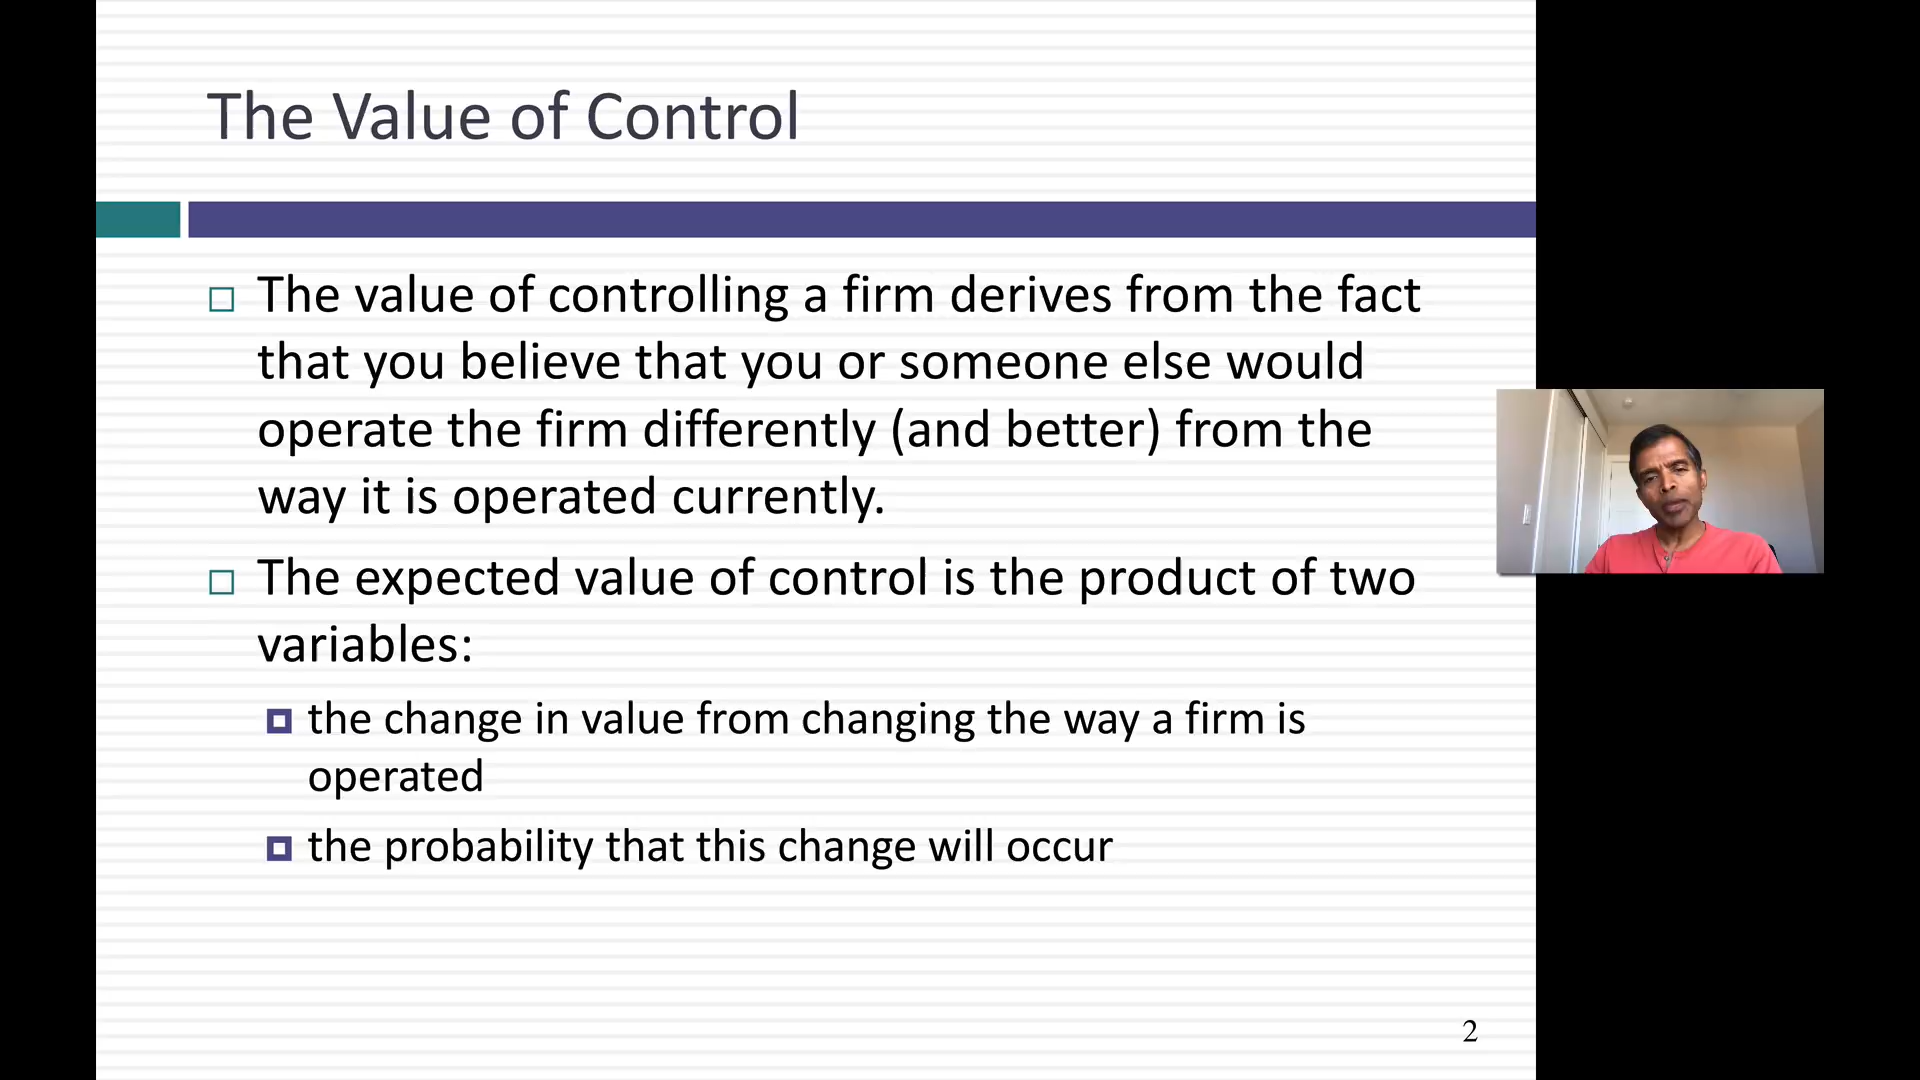 The Value of Control
The value of controlling a firm derives from the fact
that you believe that you or someone else would
operate the firm differently (and better) from the
way it is operated currently.
The expected value of control is the product of two
variables:
the change in value from changing the way a firm is
operated
the probability that this change will occur
2